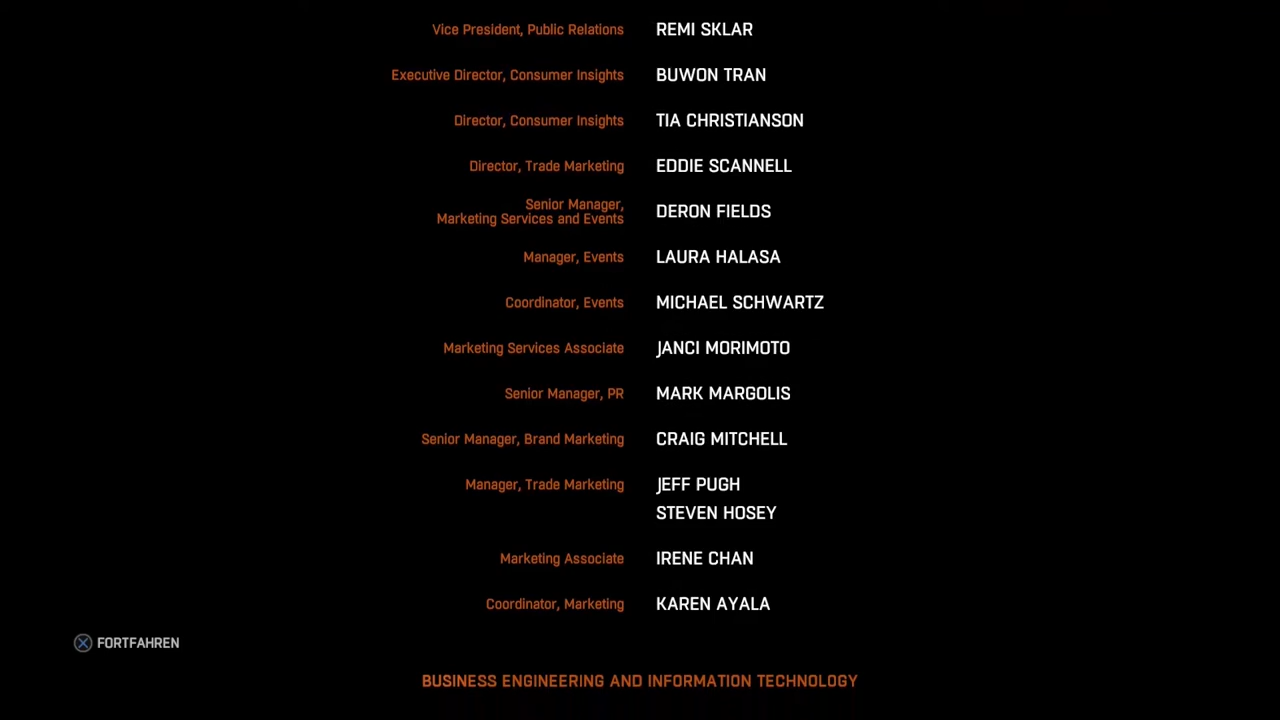 Vice President, Public Relations REMI SKLAR
Executive Director, Consumer Insights BUWON TRAN
Director, Consumer Insights TIA CHRISTIANSON
Director, Trade Marketing EDDIE SCANNELL
Senior Manager,
Marketing Services and Events DERON FIELDS
Manager, Events LAURA HALASA
Coordinator, Events MICHAEL SCHWARTZ
Marketing Services Associate JANCI MORIMOTO
Senior Manager, PR MARK MARGOLIS
Senior Manager, Brand Marketing CRAIG MITCHELL
Manager, Trade Marketing JEFF PUGH
STEVEN HOSEY
Marketing Associate IRENE CHAN
Coordinator, Marketing KAREN AYALA
FORTFAHREN
BUSINESS ENGINEERING AND INFORMATION TECHNOLOGY